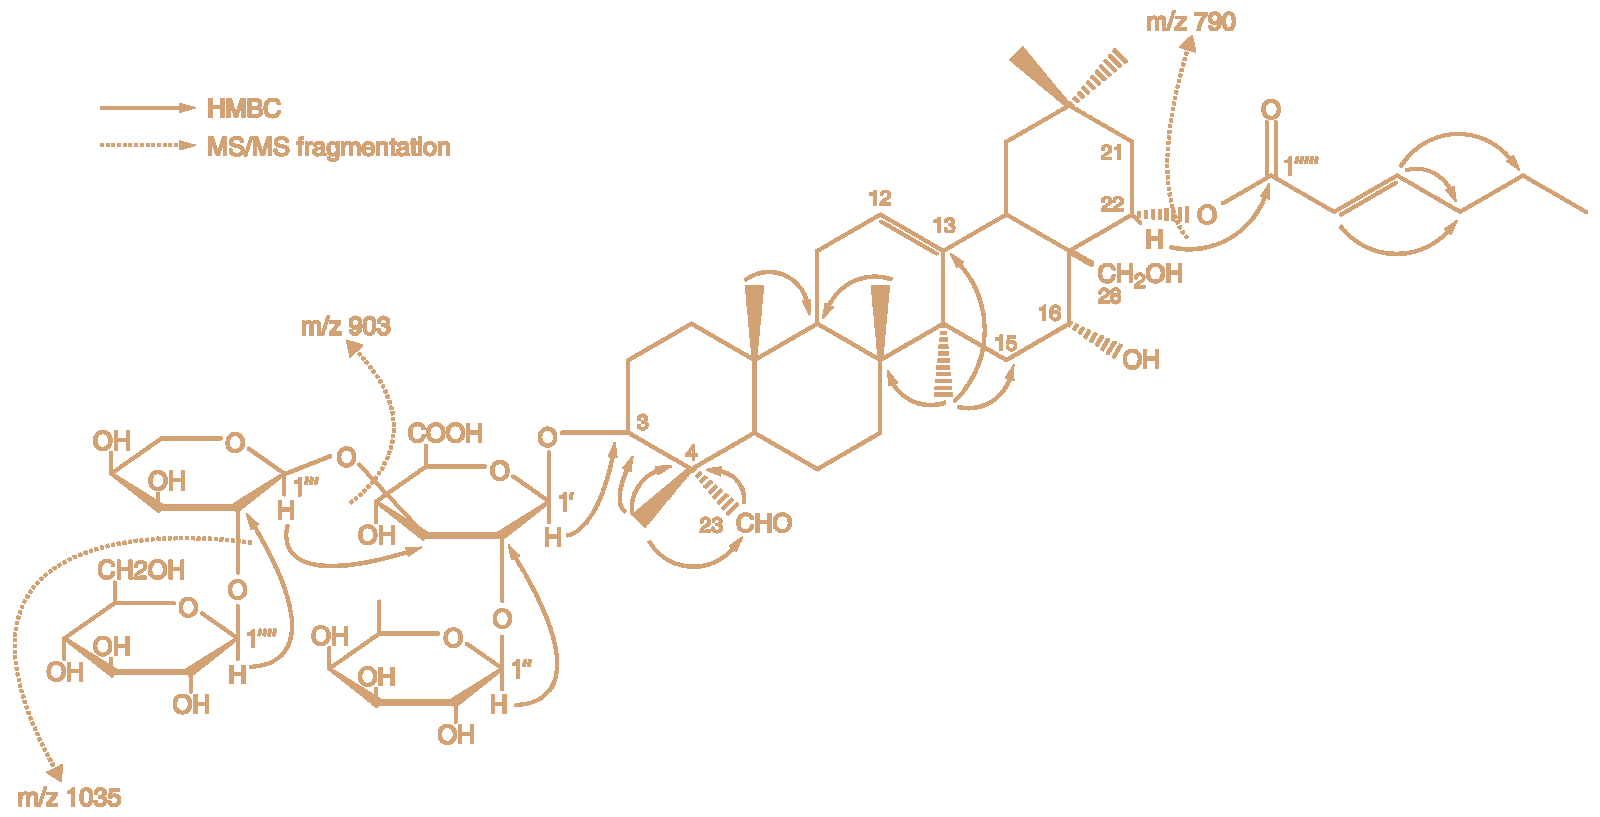 m/z 790
HMBC
MS/MS fragmentation
O
1'''''
21
12
22
O
13
H
CH2OH
28
16
15
OH
m/z 903
3
4
23
CHO
O
COOH
O
1'
H
OH
O
OH
O
OH
1'''
H
O
CH2OH
O
OH
OH
OH
1''''
H
O
OH
O
OH
1''
H
OH
m/z 1035